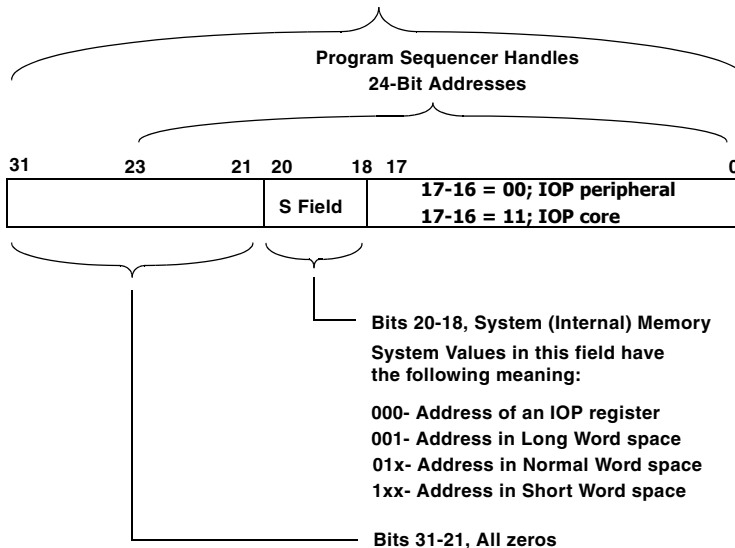 Program Sequencer Handles
24-Bit Addresses
31 23 21 20 18 17 0
S Field
17-16 = 00; IOP peripheral
17-16 = 11; IOP core
Bits 20-18, System (Internal) Memory
System Values in this field have
the following meaning:
000- Address of an IOP register
001- Address in Long Word space
01x- Address in Normal Word space
1xx- Address in Short Word space
Bits 31-21, All zeros